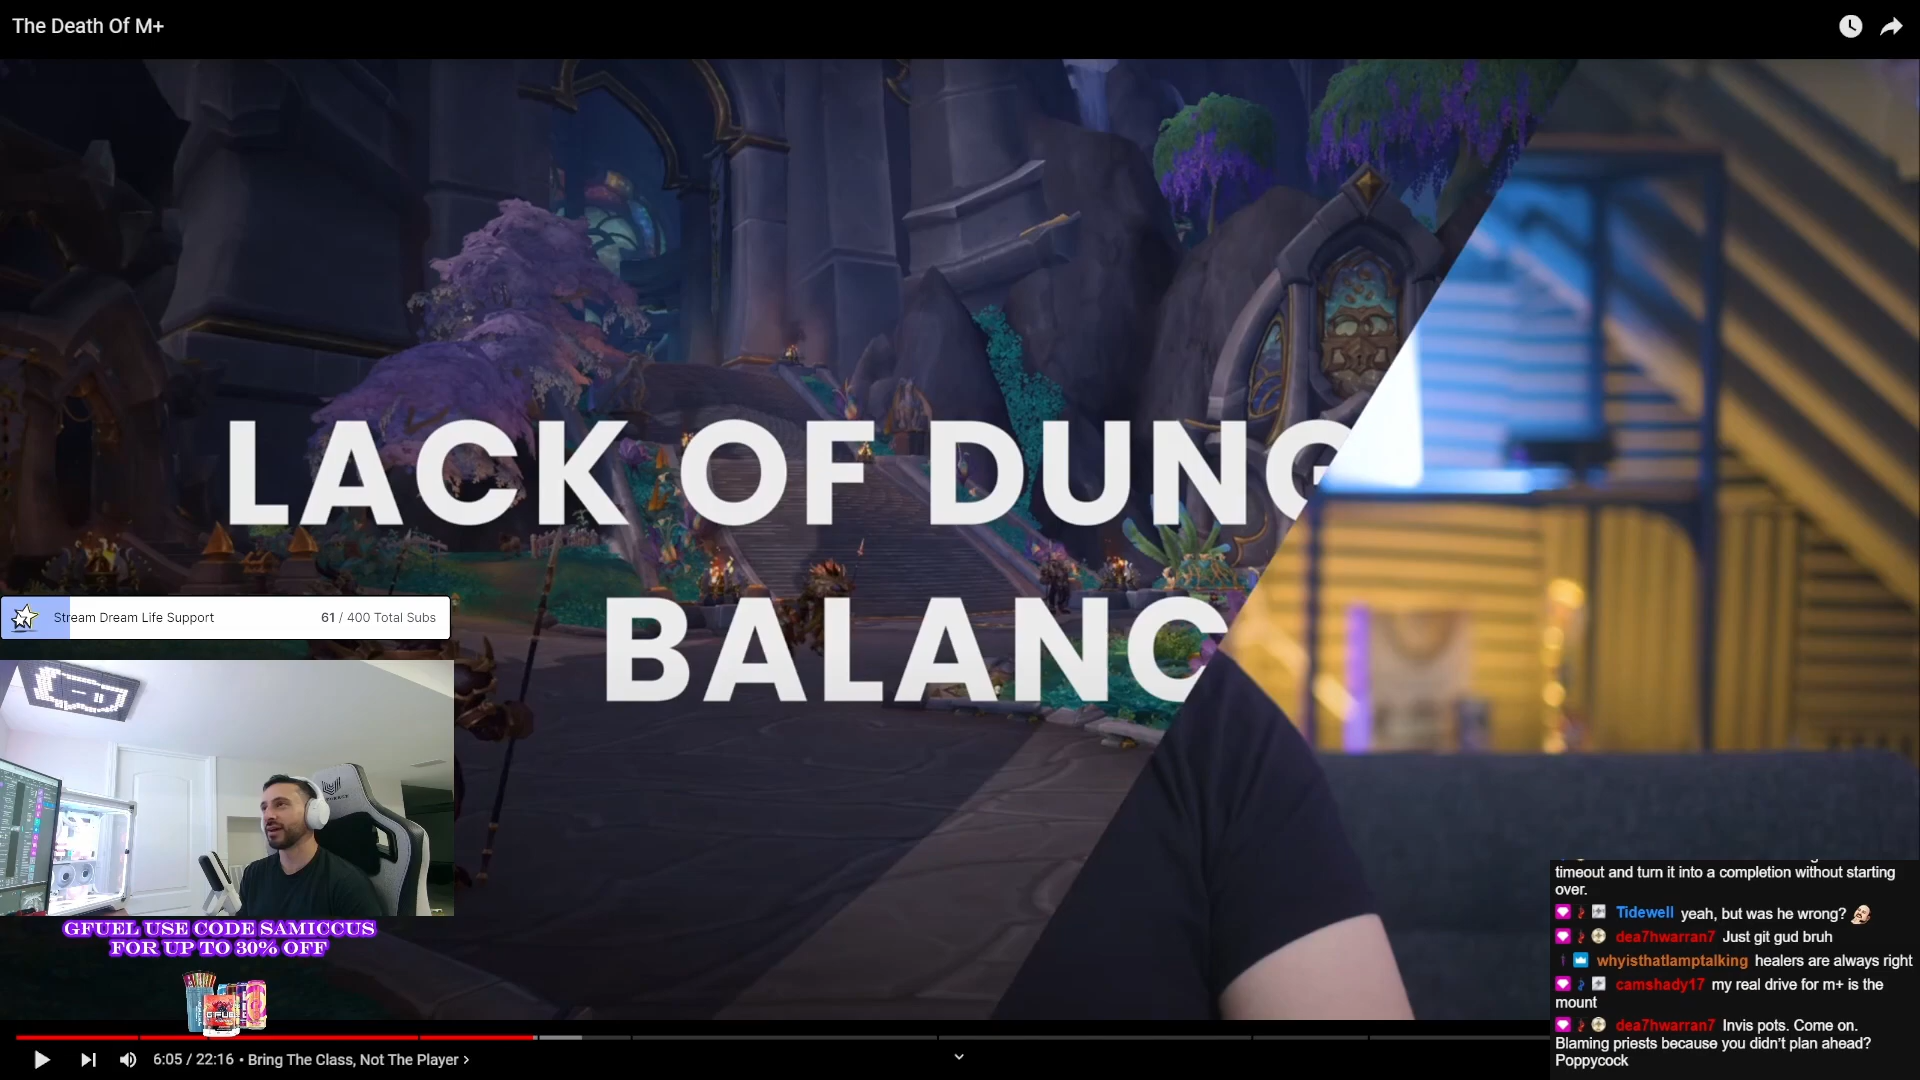 The Death Of M+
LACK OF DUNG
BALANC
Stream Dream Life Support
61 / 400 Total Subs
GFUEL USE CODE SAMICCUS
FOR UP TO 30% OFF
G FUEL
6:05 / 22:16 • Bring The Class, Not The Player
timeout and turn it into a completion without starting
over.
Tidewell yeah, but was he wrong?
dea7hwarran7 Just git gud bruh
whyisthatlamptalking healers are always right
camshady17 my real drive for m+ is the
mount
dea7hwarran7 Invis pots. Come on.
Blaming priests because you didn't plan ahead?
Poppycock